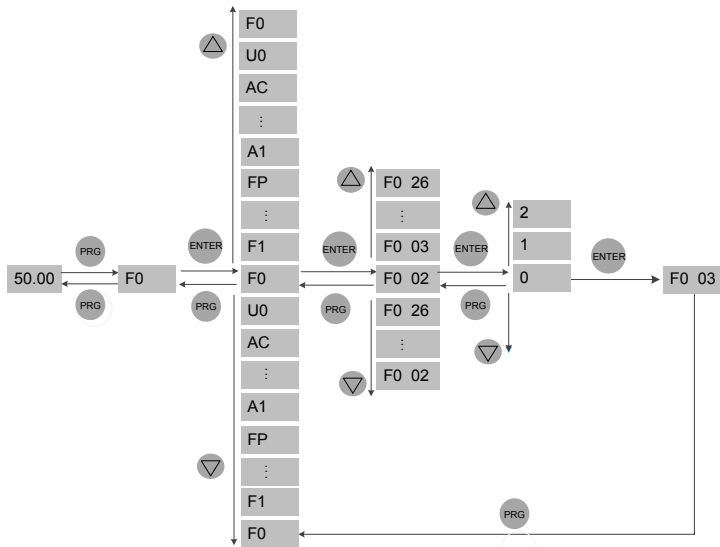 50.00
PRG
PRG
F0
ENTER
PRG
F0
U0
AC
⋮
A1
FP
⋮
F1
F0
U0
AC
⋮
A1
FP
⋮
F1
F0
ENTER
PRG
F0 26
⋮
F0 03
F0 02
F0 26
⋮
F0 02
ENTER
PRG
2
1
0
ENTER
F0 03
PRG